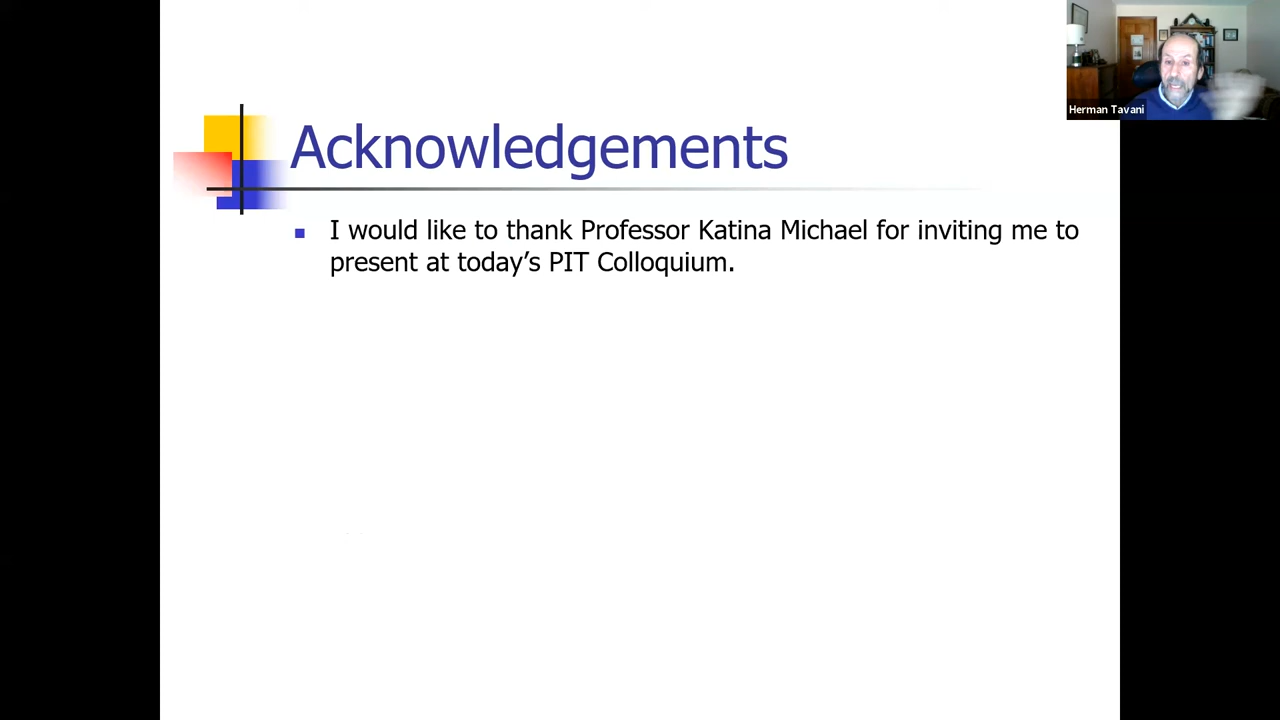 Herman Tavani
Acknowledgements
I would like to thank Professor Katina Michael for inviting me to
present at today’s PIT Colloquium.